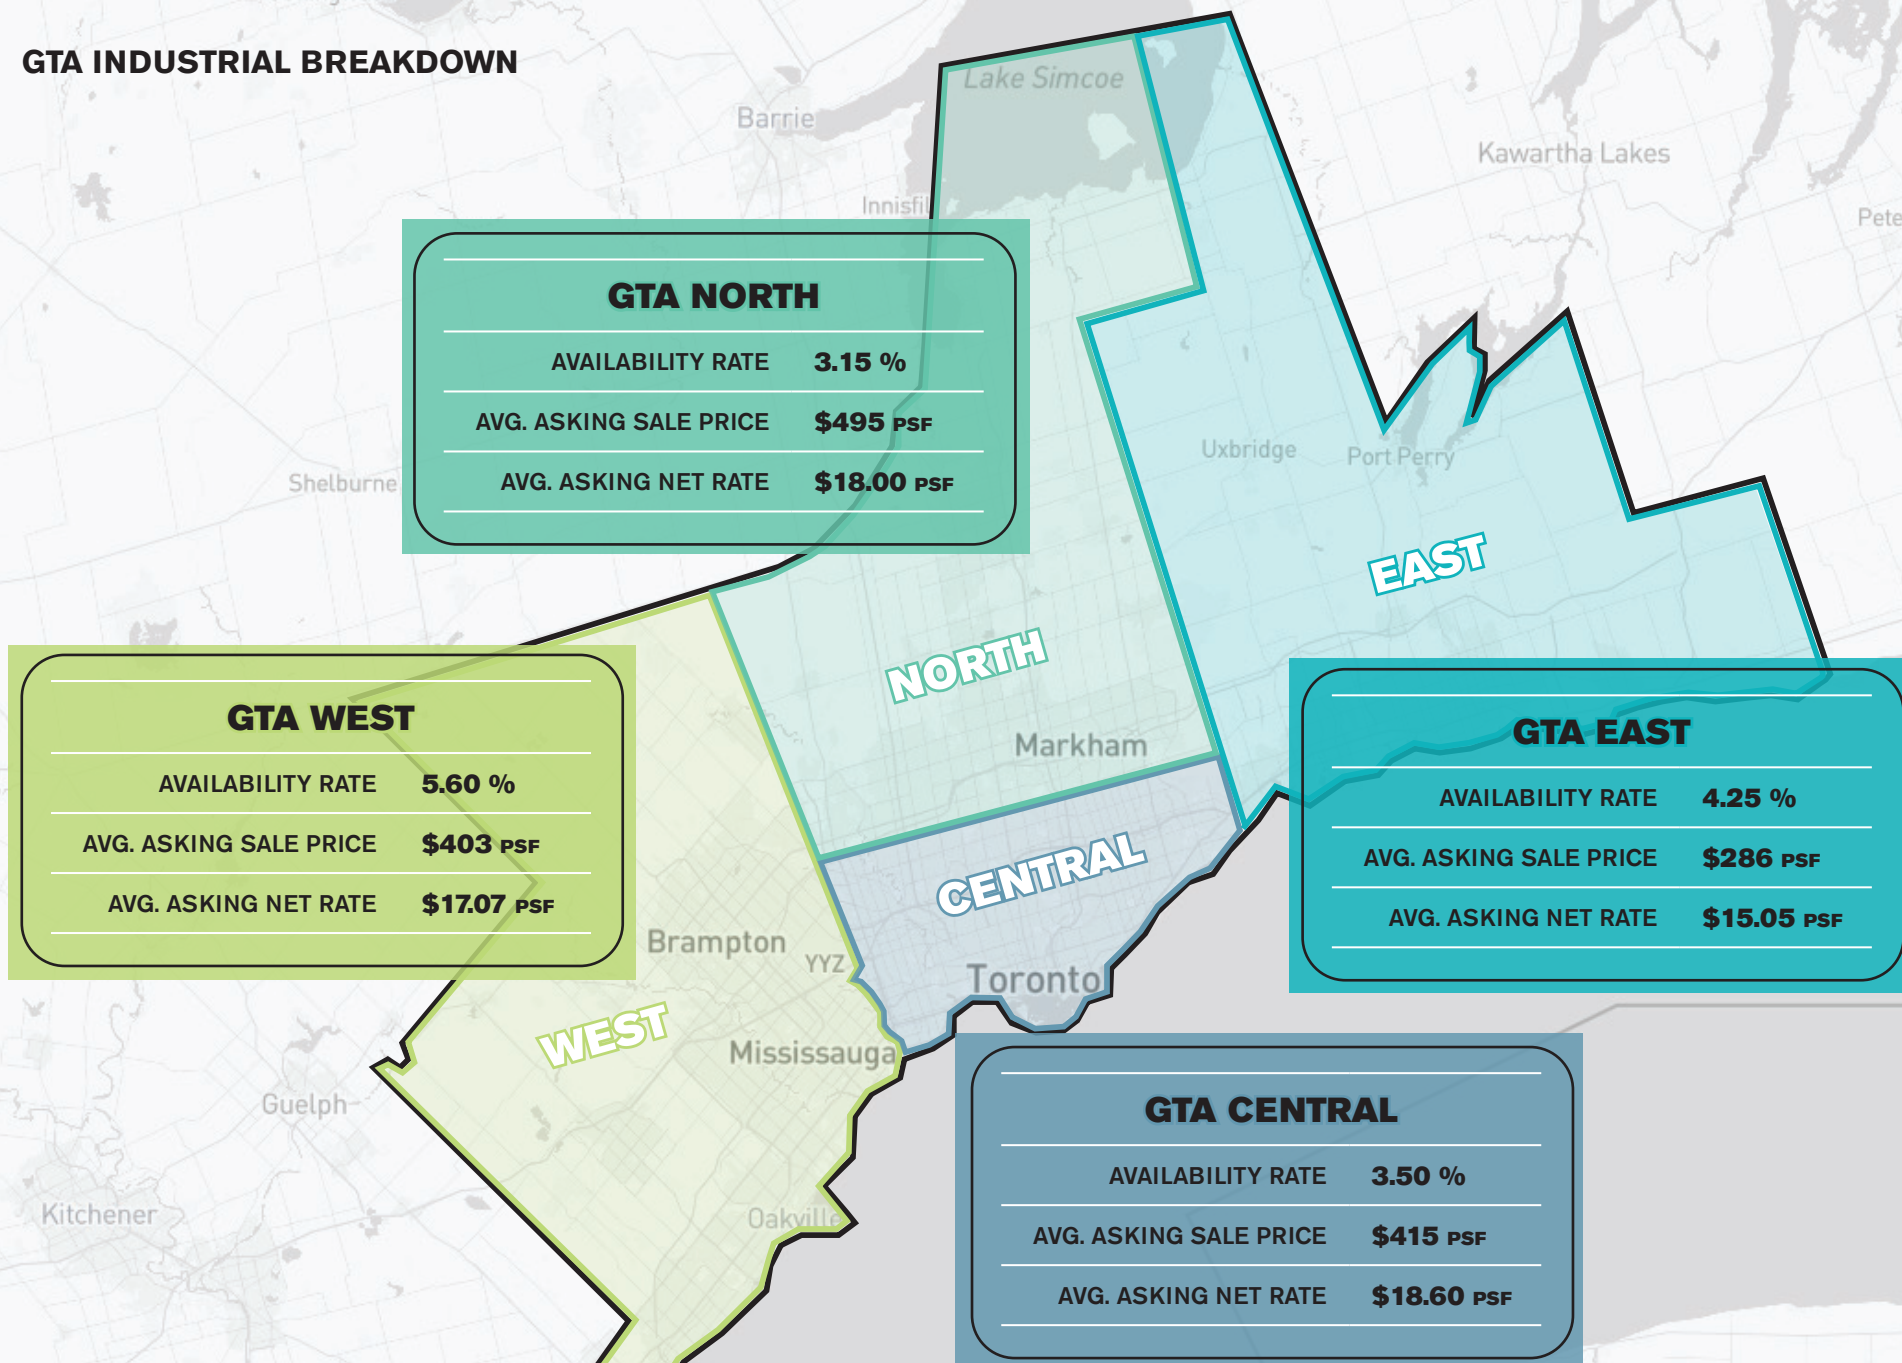 GTA INDUSTRIAL BREAKDOWN
Lake Simcoe
Barrie
Kawartha Lakes
Innisfil
Pete
GTA NORTH
AVAILABILITY RATE 3.15 %
AVG. ASKING SALE PRICE $495 PSF
AVG. ASKING NET RATE $18.00 PSF
Uxbridge
Port Perry
Shelburne
EAST
NORTH
Markham
GTA WEST
AVAILABILITY RATE 5.60 %
AVG. ASKING SALE PRICE $403 PSF
AVG. ASKING NET RATE $17.07 PSF
GTA EAST
AVAILABILITY RATE 4.25 %
AVG. ASKING SALE PRICE $286 PSF
AVG. ASKING NET RATE $15.05 PSF
CENTRAL
Brampton
YYZ
Toronto
WEST
Mississauga
Guelph
Kitchener
Oakville
GTA CENTRAL
AVAILABILITY RATE 3.50 %
AVG. ASKING SALE PRICE $415 PSF
AVG. ASKING NET RATE $18.60 PSF